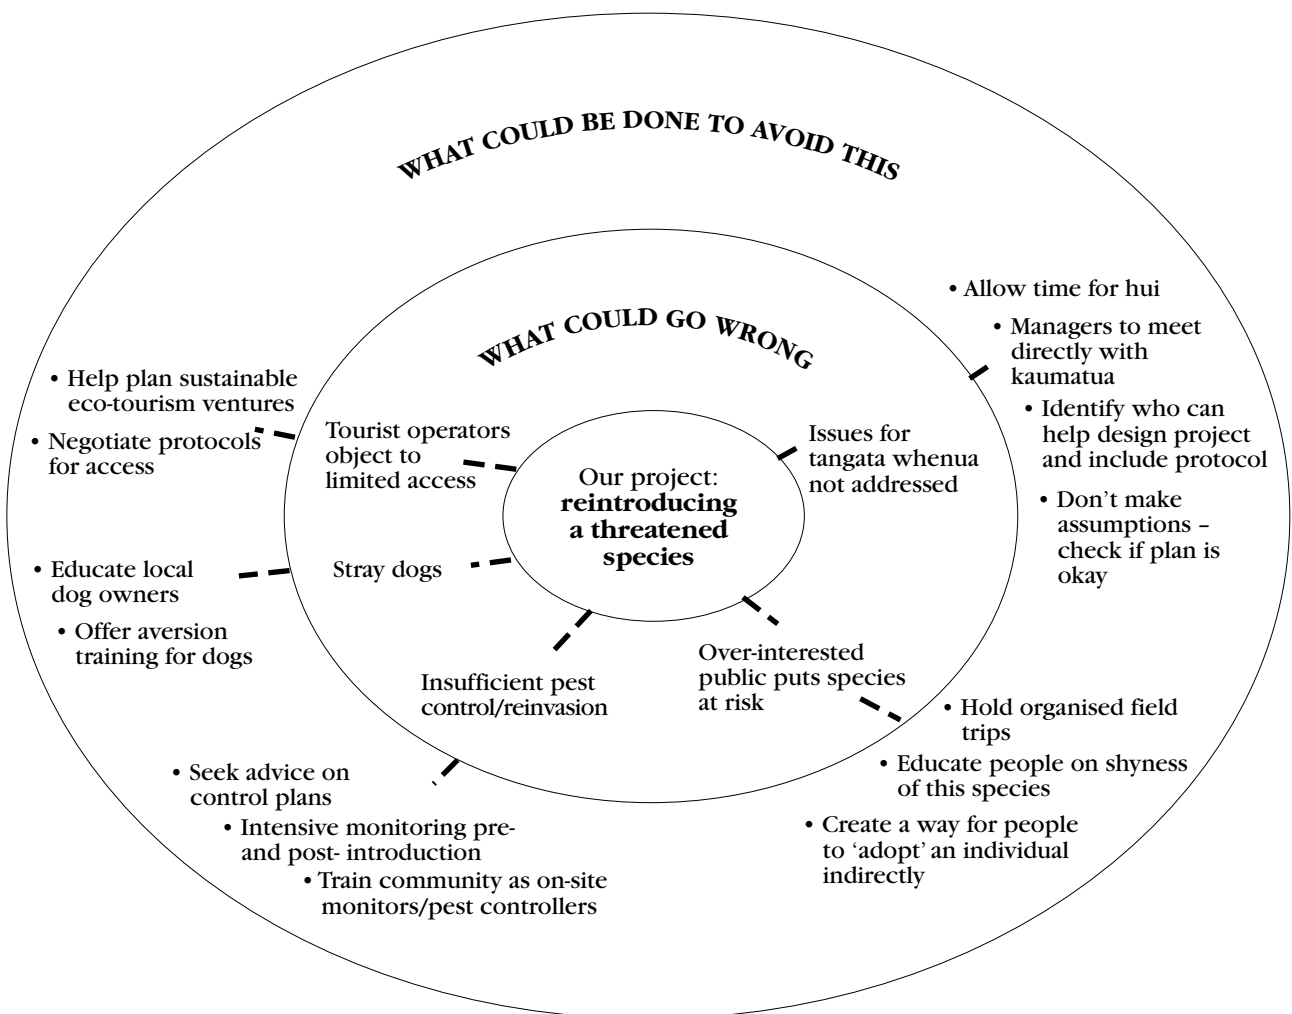 WHAT COULD BE DONE TO AVOID THIS
WHAT COULD GO WRONG
Our project:
reintroducing
a threatened
species
Tourist operators
object to
limited access
• Help plan sustainable
eco-tourism ventures
• Negotiate protocols
for access
Stray dogs
• Educate local
dog owners
• Offer aversion
training for dogs
Insufficient pest
control/reinvasion
• Seek advice on
control plans
• Intensive monitoring pre-
and post- introduction
• Train community as on-site
monitors/pest controllers
Over-interested
public puts species
at risk
• Hold organised field
trips
• Educate people on shyness
of this species
• Create a way for people
to ‘adopt’ an individual
indirectly
Issues for
tangata whenua
not addressed
• Allow time for hui
• Managers to meet
directly with
kaumatua
• Identify who can
help design project
and include protocol
• Don’t make
assumptions –
check if plan is
okay